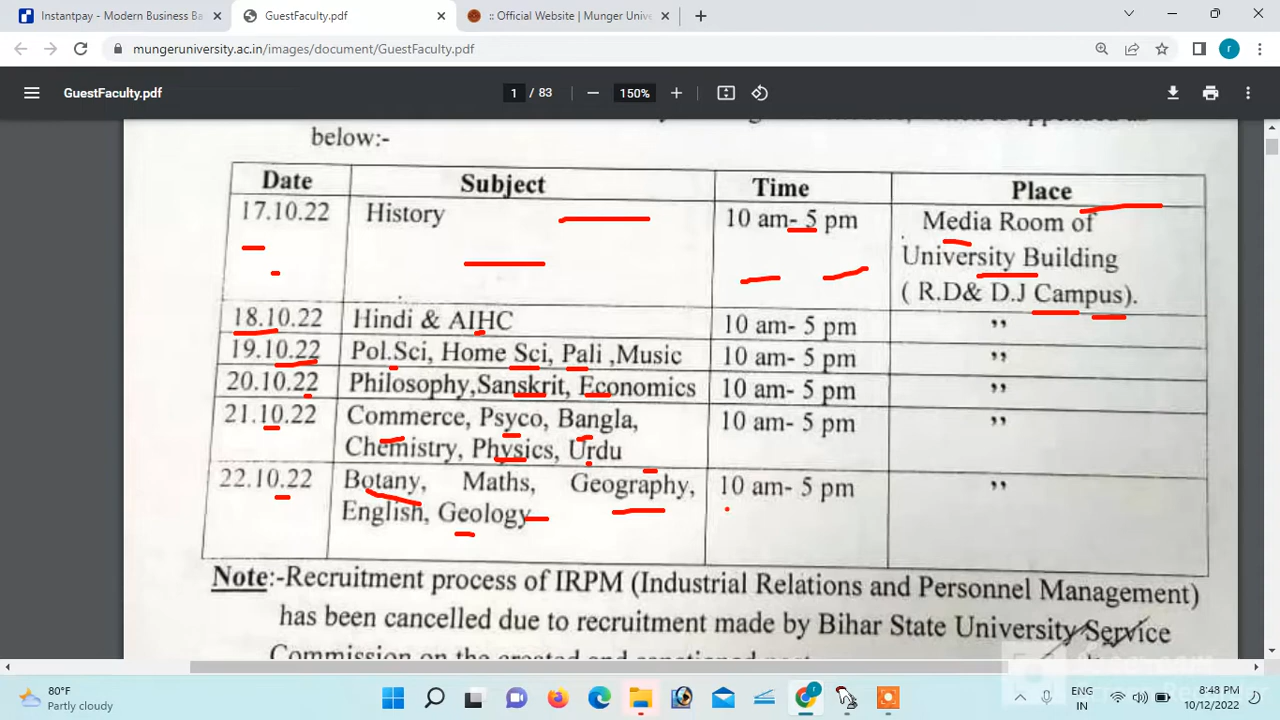 Instantpay - Modern Business Ba
GuestFaculty.pdf
:: Official Website | Munger Unive
mungeruniversity.ac.in/images/document/GuestFaculty.pdf
r
GuestFaculty.pdf
1 / 83
150%
below:-
Date Subject Time Place
17.10.22 History 10 am- 5 pm Media Room of
University Building
( R.D& D.J Campus).
18.10.22 Hindi & AIHC 10 am- 5 pm ”
19.10.22 Pol.Sci, Home Sci, Pali ,Music 10 am- 5 pm ”
20.10.22 Philosophy,Sanskrit, Economics 10 am- 5 pm ”
21.10.22 Commerce, Psyco, Bangla, 10 am- 5 pm ”
Chemistry, Physics, Urdu
22.10.22 Botany, Maths, Geography, 10 am- 5 pm ”
English, Geology
Note:-Recruitment process of IRPM (Industrial Relations and Personnel Management)
has been cancelled due to recruitment made by Bihar State University Service
Commission on the created and sanctioned
80°F
Partly cloudy
r
ENG
IN
8:48 PM
10/12/2022